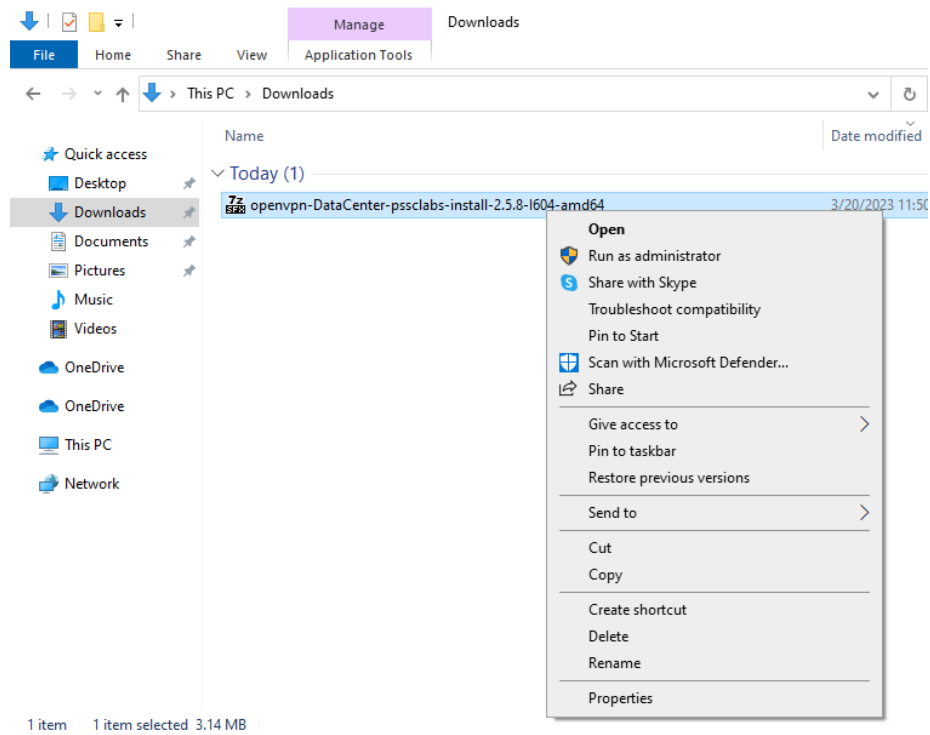 Manage
Downloads
File
Home
Share
View
Application Tools
This PC
Downloads
Name
Date modified
Quick access
Desktop
Downloads
Documents
Pictures
Music
Videos
OneDrive
OneDrive
This PC
Network
Today (1)
7z
SFX
openvpn-DataCenter-pssclabs-install-2.5.8-I604-amd64
3/20/2023 11:50
Open
Run as administrator
Share with Skype
Troubleshoot compatibility
Pin to Start
Scan with Microsoft Defender...
Share
Give access to
Pin to taskbar
Restore previous versions
Send to
Cut
Copy
Create shortcut
Delete
Rename
Properties
1 item
1 item selected 3.14 MB